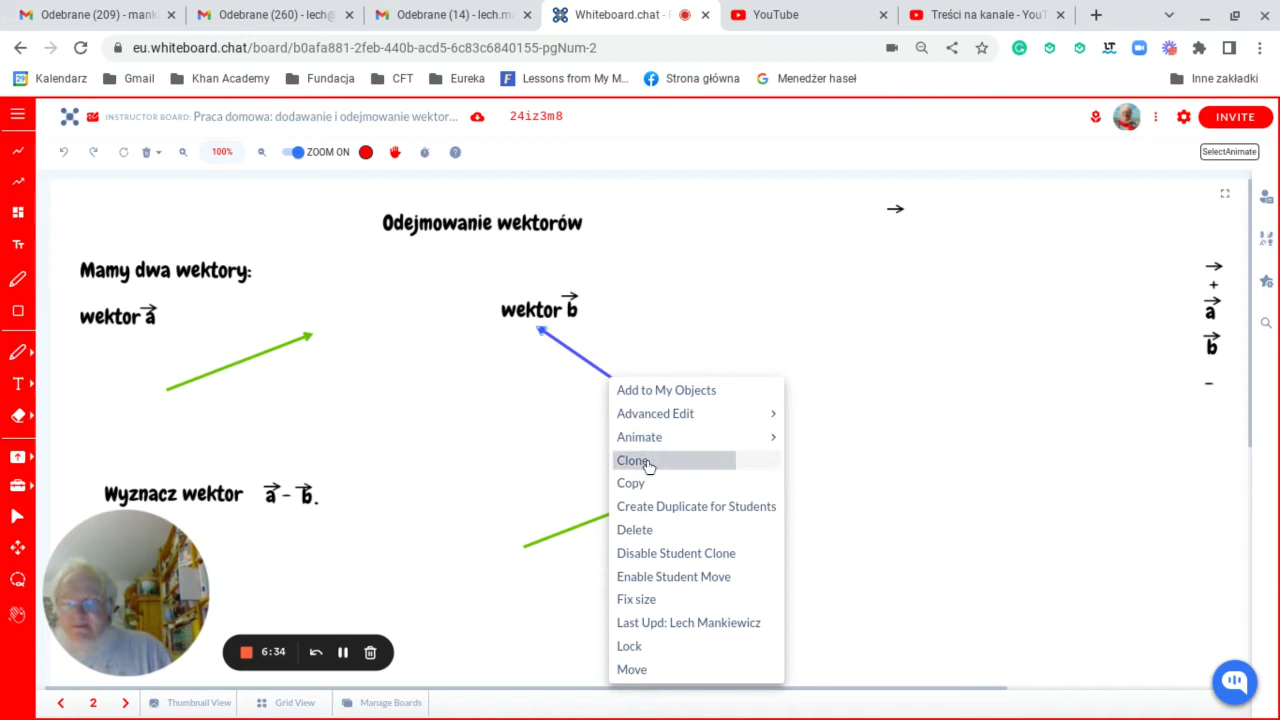 Odebrane (209) - mank
Odebrane (260) - lech@
Odebrane (14) - lech.m
Whiteboard.chat -
YouTube
Treści na kanale - YouT
eu.whiteboard.chat/board/b0afa881-2feb-440b-acd5-6c83c6840155-pgNum-2
Kalendarz
Gmail
Khan Academy
Fundacja
CFT
Eureka
Lessons from My M...
Strona główna
Menedżer haseł
Inne zakładki
INSTRUCTOR BOARD: Praca domowa: dodawanie i odejmowanie wektor...
24iz3m8
INVITE
100%
ZOOM ON
SelectAnimate
Odejmowanie wektorów
Mamy dwa wektory:
wektor a
wektor b
+
a
b
-
Add to My Objects
Advanced Edit
Animate
Clone
Copy
Create Duplicate for Students
Delete
Disable Student Clone
Enable Student Move
Fix size
Last Upd: Lech Mankiewicz
Lock
Move
Wyznacz wektor a - b.
6:34
2
Thumbnail View
Grid View
Manage Boards